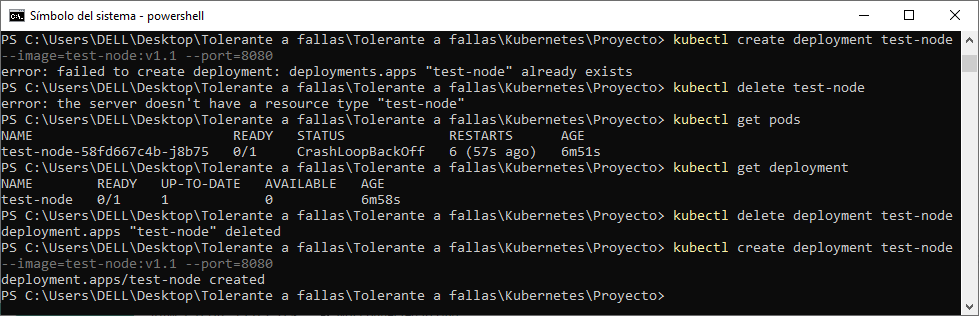 Símbolo del sistema - powershell
PS C:\Users\DELL\Desktop\Tolerante a fallas\Tolerante a fallas\Kubernetes\Proyecto> kubectl create deployment test-node
--image=test-node:v1.1 --port=8080
error: failed to create deployment: deployments.apps "test-node" already exists
PS C:\Users\DELL\Desktop\Tolerante a fallas\Tolerante a fallas\Kubernetes\Proyecto> kubectl delete test-node
error: the server doesn't have a resource type "test-node"
PS C:\Users\DELL\Desktop\Tolerante a fallas\Tolerante a fallas\Kubernetes\Proyecto> kubectl get pods
NAME                         READY   STATUS             RESTARTS      AGE
test-node-58fd667c4b-j8b75   0/1     CrashLoopBackOff   6 (57s ago)   6m51s
PS C:\Users\DELL\Desktop\Tolerante a fallas\Tolerante a fallas\Kubernetes\Proyecto> kubectl get deployment
NAME        READY   UP-TO-DATE   AVAILABLE   AGE
test-node   0/1     1            0           6m58s
PS C:\Users\DELL\Desktop\Tolerante a fallas\Tolerante a fallas\Kubernetes\Proyecto> kubectl delete deployment test-node
deployment.apps "test-node" deleted
PS C:\Users\DELL\Desktop\Tolerante a fallas\Tolerante a fallas\Kubernetes\Proyecto> kubectl create deployment test-node
--image=test-node:v1.1 --port=8080
deployment.apps/test-node created
PS C:\Users\DELL\Desktop\Tolerante a fallas\Tolerante a fallas\Kubernetes\Proyecto>